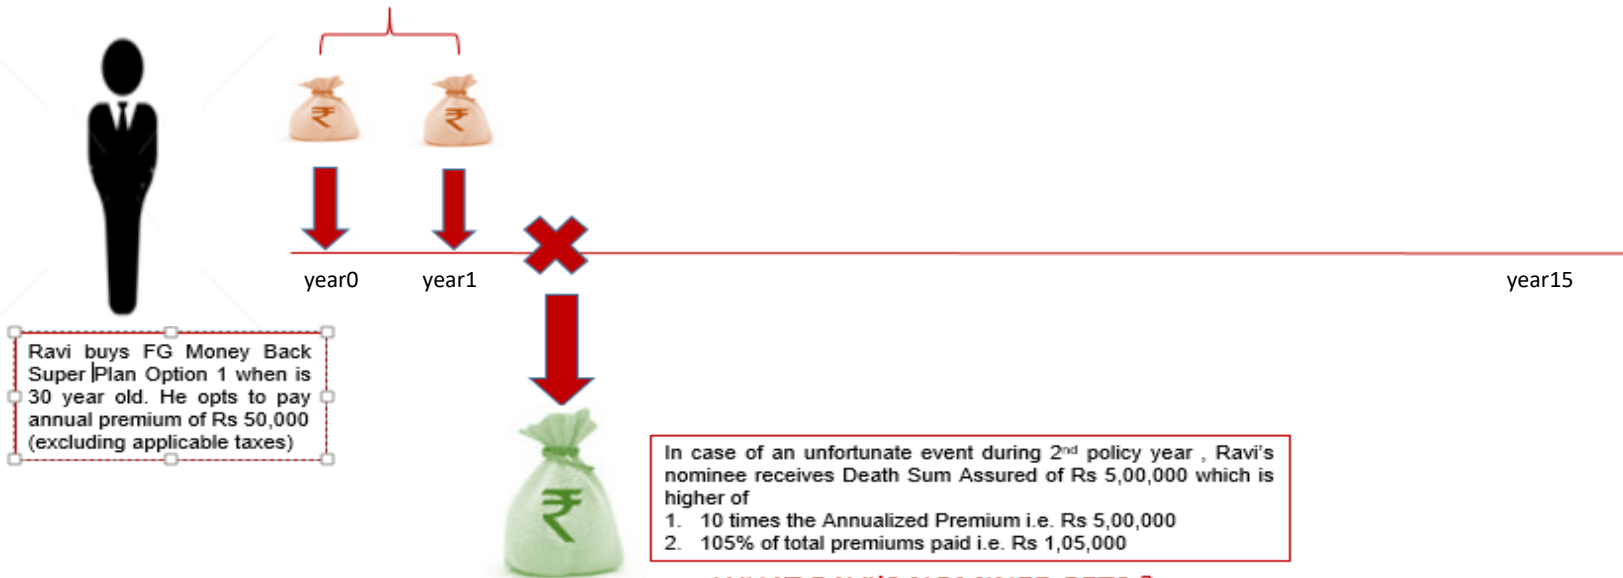 ₹ ₹
year0 year1 year15
Ravi buys FG Money Back
Super Plan Option 1 when is
30 year old. He opts to pay
annual premium of Rs 50,000
(excluding applicable taxes)
₹
In case of an unfortunate event during 2nd policy year , Ravi's
nominee receives Death Sum Assured of Rs 5,00,000 which is
higher of
1. 10 times the Annualized Premium i.e. Rs 5,00,000
2. 105% of total premiums paid i.e. Rs 1,05,000